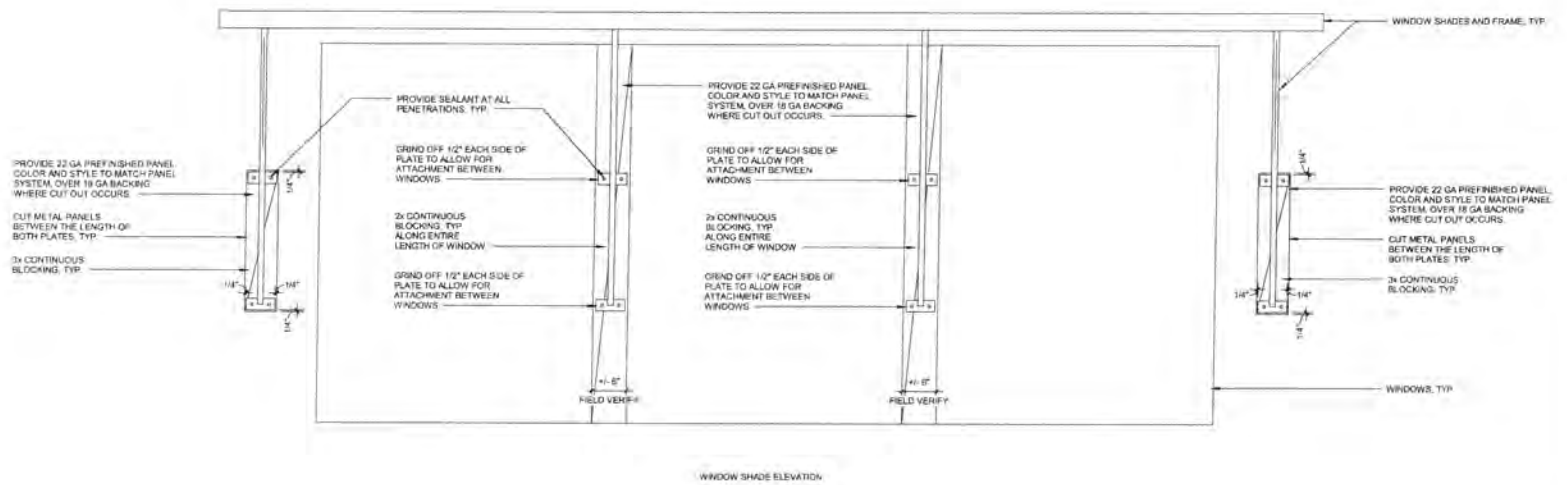 WINDOW SHADES AND FRAME, TYP.
PROVIDE SEALANT AT ALL
PENETRATIONS, TYP.
PROVIDE 22 GA PREFINISHED PANEL,
COLOR AND STYLE TO MATCH PANEL
SYSTEM, OVER 18 GA BACKING
WHERE CUT OUT OCCURS.
PROVIDE 22 GA PREFINISHED PANEL,
COLOR AND STYLE TO MATCH PANEL
SYSTEM, OVER 18 GA BACKING
WHERE CUT OUT OCCURS.
CUT METAL PANELS
BETWEEN THE LENGTH OF
BOTH PLATES, TYP.
3x CONTINUOUS
BLOCKING, TYP.
1/4"
1/4"
1/4"
1/4"
GRIND OFF 1/2" EACH SIDE OF
PLATE TO ALLOW FOR
ATTACHMENT BETWEEN
WINDOWS
2x CONTINUOUS
BLOCKING, TYP
ALONG ENTIRE
LENGTH OF WINDOW
GRIND OFF 1/2" EACH SIDE OF
PLATE TO ALLOW FOR
ATTACHMENT BETWEEN
WINDOWS
+/- 6"
FIELD VERIFY
GRIND OFF 1/2" EACH SIDE OF
PLATE TO ALLOW FOR
ATTACHMENT BETWEEN
WINDOWS
2x CONTINUOUS
BLOCKING, TYP
ALONG ENTIRE
LENGTH OF WINDOW
GRIND OFF 1/2" EACH SIDE OF
PLATE TO ALLOW FOR
ATTACHMENT BETWEEN
WINDOWS
+/- 6"
FIELD VERIFY
1/4"
1/4"
1/4"
1/4"
PROVIDE 22 GA PREFINISHED PANEL,
COLOR AND STYLE TO MATCH PANEL
SYSTEM, OVER 18 GA BACKING
WHERE CUT OUT OCCURS.
CUT METAL PANELS
BETWEEN THE LENGTH OF
BOTH PLATES, TYP.
3x CONTINUOUS
BLOCKING, TYP
WINDOWS, TYP
WINDOW SHADE ELEVATION